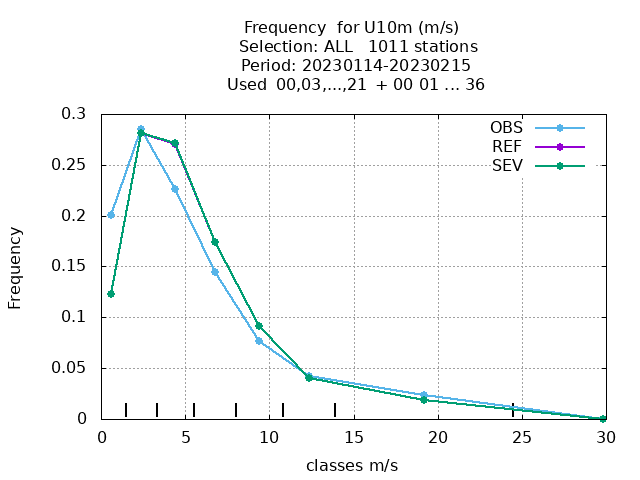 Frequency  for U10m (m/s)
Selection: ALL   1011 stations
Period: 20230114-20230215
Used  00,03,...,21  + 00 01 ... 36
OBS
REF
SEV
0.3
0.25
0.2
0.15
0.1
0.05
0
Frequency
0 5 10 15 20 25 30
classes m/s